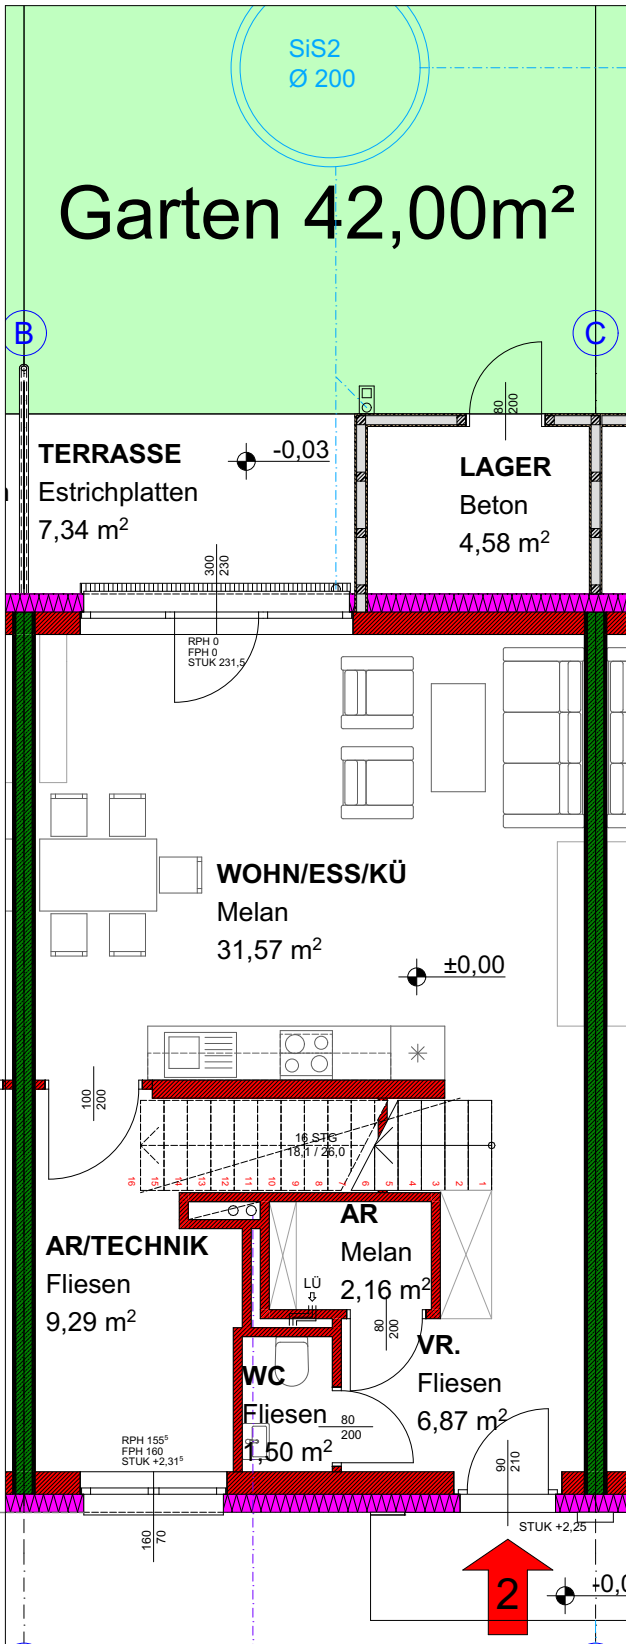 SiS2
Ø 200
Garten 42,00m²
B
C
80
200
TERRASSE
Estrichplatten
7,34 m²
-0,03
LAGER
Beton
4,58 m²
300
230
RPH 0
FPH 0
STUK 231,5
WOHN/ESS/KÜ
Melan
31,57 m²
±0,00
100
200
16 STG
18,1 / 26,0
16
15
14
13
12
11
10
9
8
7
6
5
4
3
2
1
AR
Melan
2,16 m²
AR/TECHNIK
Fliesen
9,29 m²
LÜ
80
200
VR.
Fliesen
6,87 m²
WC
Fliesen
1,50 m²
80
200
RPH 155⁵
FPH 160
STUK +2,31⁵
90
210
160
70
STUK +2,25
2